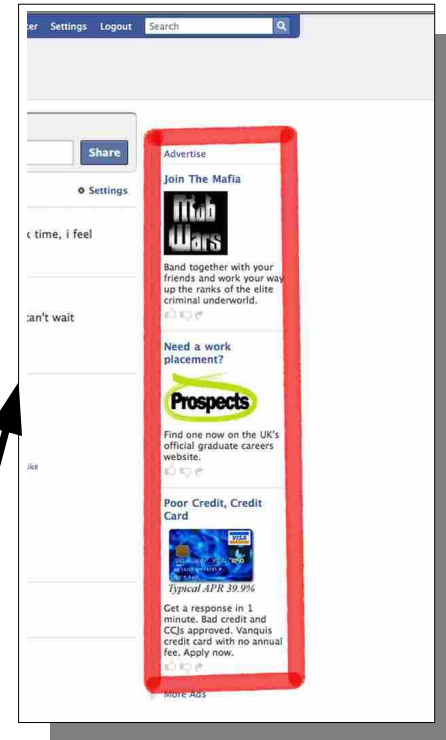 Settings Logout Search
Share
Settings
time, i feel
can't wait
Advertise
Join The Mafia
Mob
Wars
Band together with your
friends and work your way
up the ranks of the elite
criminal underworld.
Need a work
placement?
Prospects
Find one now on the UK's
official graduate careers
website.
Poor Credit, Credit
Card
VISA
Typical APR 39.9%
Get a response in 1
minute. Bad credit and
CCJs approved. Vanquis
credit card with no annual
fee. Apply now.
More Ads